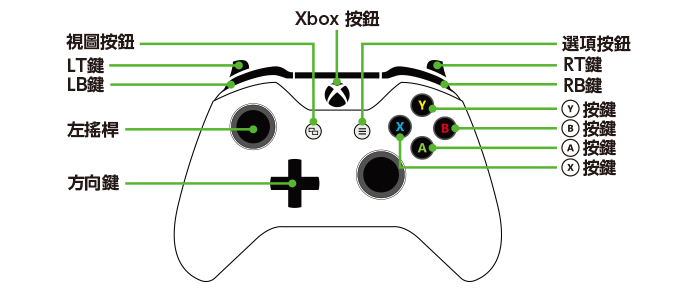 Xbox 按鈕
視圖按鈕
選項按鈕
LT鍵
RT鍵
LB鍵
RB鍵
Y 按鍵
左搖桿
B 按鍵
A 按鍵
X 按鍵
方向鍵
Y
X
B
A